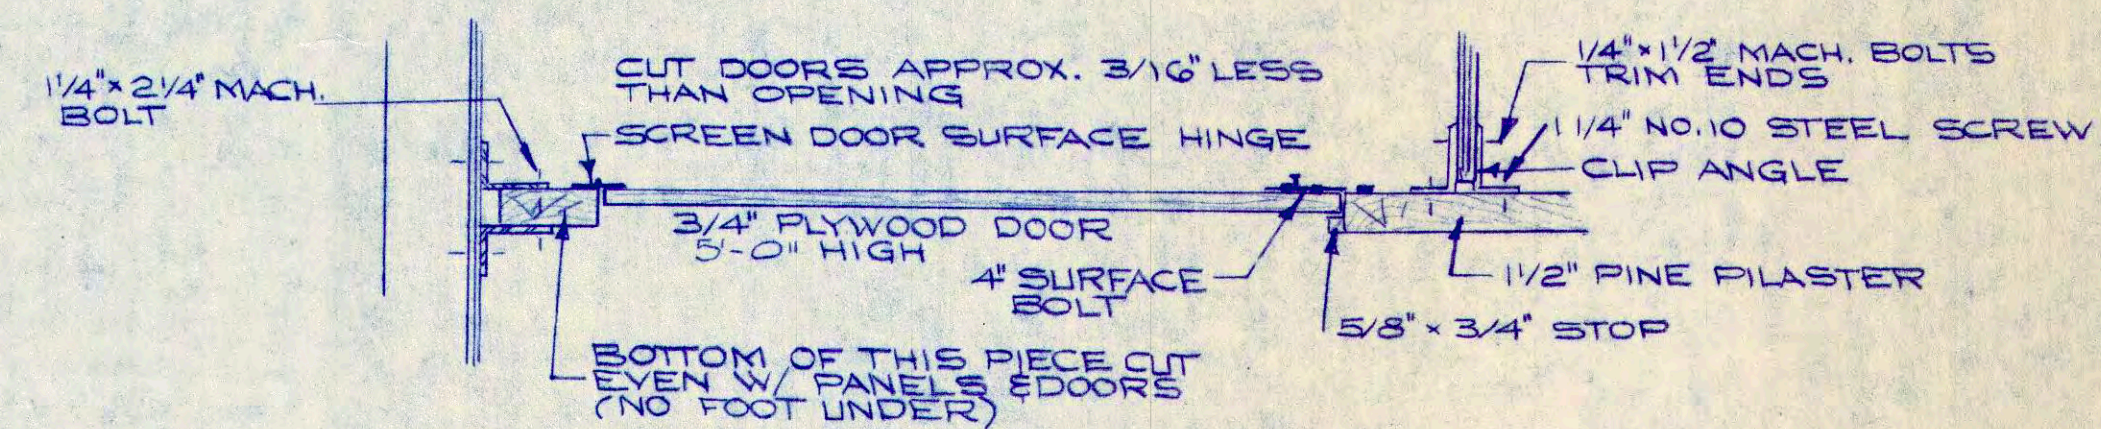 1 1/4" x 2 1/4" MACH.
BOLT
CUT DOORS APPROX. 3/16" LESS
THAN OPENING
SCREEN DOOR SURFACE HINGE
1/4" x 1 1/2" MACH. BOLTS
TRIM ENDS
1 1/4" NO. 10 STEEL SCREW
CLIP ANGLE
3/4" PLYWOOD DOOR
5'-0" HIGH
4" SURFACE
BOLT
1 1/2" PINE PILASTER
5/8" x 3/4" STOP
BOTTOM OF THIS PIECE CUT
EVEN W/ PANELS & DOORS
(NO FOOT UNDER)